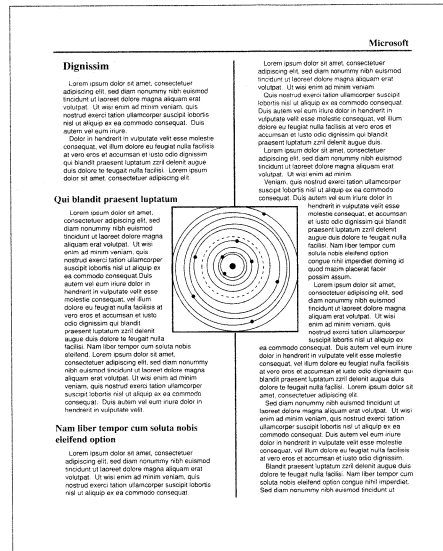 Microsoft
Dignissim
Lorem ipsum dolor sit amet, consectetuer
adipiscing elit, sed diam nonummy nibh euismod
tincidunt ut laoreet dolore magna aliquam erat
volutpat. Ut wisi enim ad minim veniam, quis
nostrud exerci tation ullamcorper suscipit lobortis
nisl ut aliquip ex ea commodo consequat. Duis
autem vel eum iriure.
Dolor in hendrerit in vulputate velit esse molestie
consequat, vel illum dolore eu feugiat nulla facilisis
at vero eros et accumsan et iusto odio dignissim
qui blandit praesent luptatum zzril delenit augue
duis dolore te feugait nulla facilisi. Lorem ipsum
dolor sit amet, consectetuer adipiscing elit.
Qui blandit praesent luptatum
Lorem ipsum dolor sit amet,
consectetuer adipiscing elit, sed
diam nonummy nibh euismod
tincidunt ut laoreet dolore magna
aliquam erat volutpat. Ut wisi
enim ad minim veniam, quis
nostrud exerci tation ullamcorper
suscipit lobortis nisl ut aliquip ex
ea commodo consequat Duis
autem vel eum iriure dolor in
hendrerit in vulputate velit esse
molestie consequat, vel illum
dolore eu feugiat nulla facilisis at
vero eros et accumsan et iusto
odio dignissim qui blandit
praesent luptatum zzril delenit
augue duis dolore te feugait nulla
facilisi. Nam liber tempor cum soluta nobis
eleifend. Lorem ipsum dolor sit amet,
consectetuer adipiscing elit, sed diam nonummy
nibh euismod tincidunt ut laoreet dolore magna
aliquam erat volutpat. Ut wisi enim ad minim
veniam, quis nostrud exerci tation ullamcorper
suscipit lobortis nisl ut aliquip ex ea commodo
consequat. Duis autem vel eum iriure dolor in
hendrerit in vulputate velit.
Nam liber tempor cum soluta nobis
eleifend option
Lorem ipsum dolor sit amet, consectetuer
adipiscing elit, sed diam nonummy nibh euismod
tincidunt ut laoreet dolore magna aliquam erat
volutpat. Ut wisi enim ad minim veniam, quis
nostrud exerci tation ullamcorper suscipit lobortis
nisl ut aliquip ex ea commodo consequat.
Lorem ipsum dolor sit amet, consectetuer
adipiscing elit, sed diam nonummy nibh euismod
tincidunt ut laoreet dolore magna aliquam erat
volutpat. Ut wisi enim ad minim veniam.
Quis nostrud exerci tation ullamcorper suscipit
lobortis nisl ut aliquip ex ea commodo consequat.
Duis autem vel eum iriure dolor in hendrerit in
vulputate velit esse molestie consequat, vel illum
dolore eu feugiat nulla facilisis at vero eros et
accumsan et iusto odio dignissim qui blandit
praesent luptatum zzril delenit augue duis.
Lorem ipsum dolor sit amet, consectetuer
adipiscing elit, sed diam nonummy nibh euismod
tincidunt ut laoreet dolore magna aliquam erat
volutpat. Ut wisi enim ad minim.
Veniam, quis nostrud exerci tation ullamcorper
suscipit lobortis nisl ut aliquip ex ea commodo
consequat. Duis autem vel eum iriure dolor in
hendrerit in vulputate velit esse
molestie consequat, et accumsan
et iusto odio dignissim qui blandit
praesent luptatum zzril delenit
augue duis dolore te feugait nulla
facilisi. Nam liber tempor cum
soluta nobis eleifend option
congue nihil imperdiet doming id
quod mazim placerat facer
possim assum.
Lorem ipsum dolor sit amet,
consectetuer adipiscing elit, sed
diam nonummy nibh euismod
tincidunt ut laoreet dolore magna
aliquam erat volutpat. Ut wisi
enim ad minim veniam, quis
nostrud exerci tation ullamcorper
suscipit lobortis nisl ut aliquip ex
ea commodo consequat. Duis autem vel eum iriure
dolor in hendrerit in vulputate velit esse molestie
consequat, vel illum dolore eu feugiat nulla facilisis
at vero eros et accumsan et iusto odio dignissim qui
blandit praesent luptatum zzril delenit augue duis
dolore te feugait nulla facilisi. Lorem ipsum dolor sit
amet, consectetuer adipiscing elit.
Sed diam nonummy nibh euismod tincidunt ut
laoreet dolore magna aliquam erat volutpat. Ut wisi
enim ad minim veniam, quis nostrud exerci tation
ullamcorper suscipit lobortis nisl ut aliquip ex ea
commodo consequat. Duis autem vel eum iriure
dolor in hendrerit in vulputate velit esse molestie
consequat, vel illum dolore eu feugiat nulla facilisis
at vero eros et accumsan et iusto odio dignissim.
Blandit praesent luptatum zzril delenit augue duis
dolore te feugait nulla facilisi. Nam liber tempor cum
soluta nobis eleifend option congue nihil imperdiet.
Sed diam nonummy nibh euismod tincidunt ut